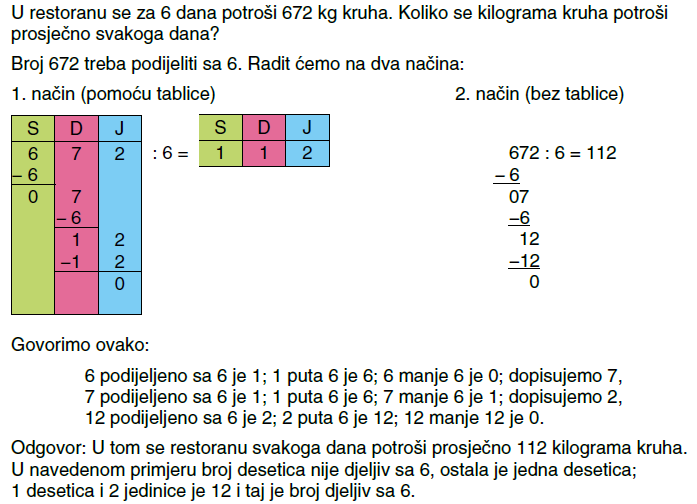 U restoranu se za 6 dana potroši 672 kg kruha. Koliko se kilograma kruha potroši
prosječno svakoga dana?
Broj 672 treba podijeliti sa 6. Radit ćemo na dva načina:
1. način (pomoću tablice)
S D J
6 7 2 : 6 =
– 6
0 7
– 6
1 2
–1 2
0
S D J
1 1 2
2. način (bez tablice)
672 : 6 = 112
– 6
07
–6
12
–12
0
Govorimo ovako:
6 podijeljeno sa 6 je 1; 1 puta 6 je 6; 6 manje 6 je 0; dopisujemo 7,
7 podijeljeno sa 6 je 1; 1 puta 6 je 6; 7 manje 6 je 1; dopisujemo 2,
12 podijeljeno sa 6 je 2; 2 puta 6 je 12; 12 manje 12 je 0.
Odgovor: U tom se restoranu svakoga dana potroši prosječno 112 kilograma kruha.
U navedenom primjeru broj desetica nije djeljiv sa 6, ostala je jedna desetica;
1 desetica i 2 jedinice je 12 i taj je broj djeljiv sa 6.